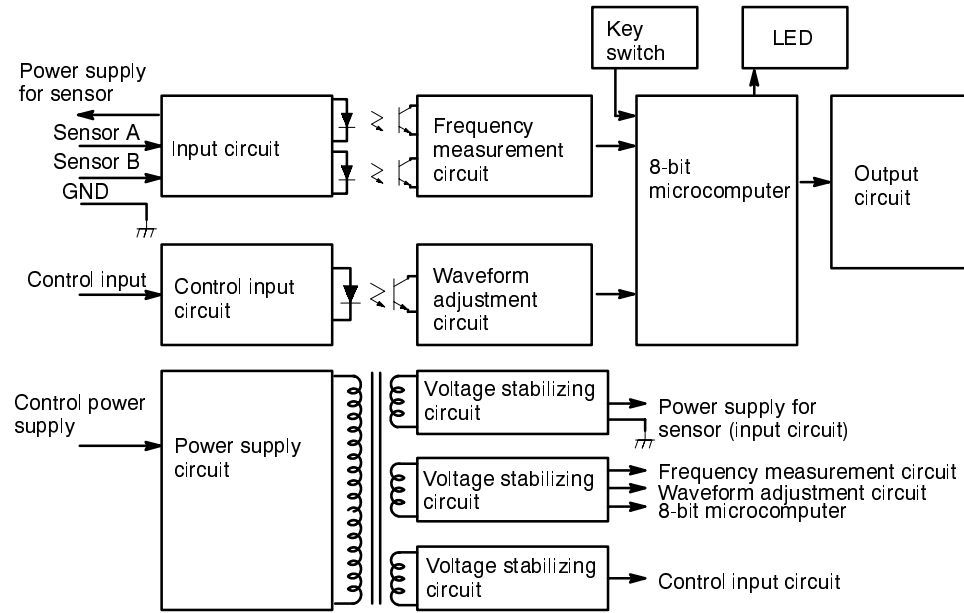 Key
switch
LED
Power supply
for sensor
Sensor A
Sensor B
GND
Input circuit
Frequency
measurement
circuit
8-bit
microcomputer
Output
circuit
Control input
Control input
circuit
Waveform
adjustment
circuit
Control power
supply
Power supply
circuit
Voltage stabilizing
circuit
Power supply for
sensor (input circuit)
Voltage stabilizing
circuit
Frequency measurement circuit
Waveform adjustment circuit
8-bit microcomputer
Voltage stabilizing
circuit
Control input circuit